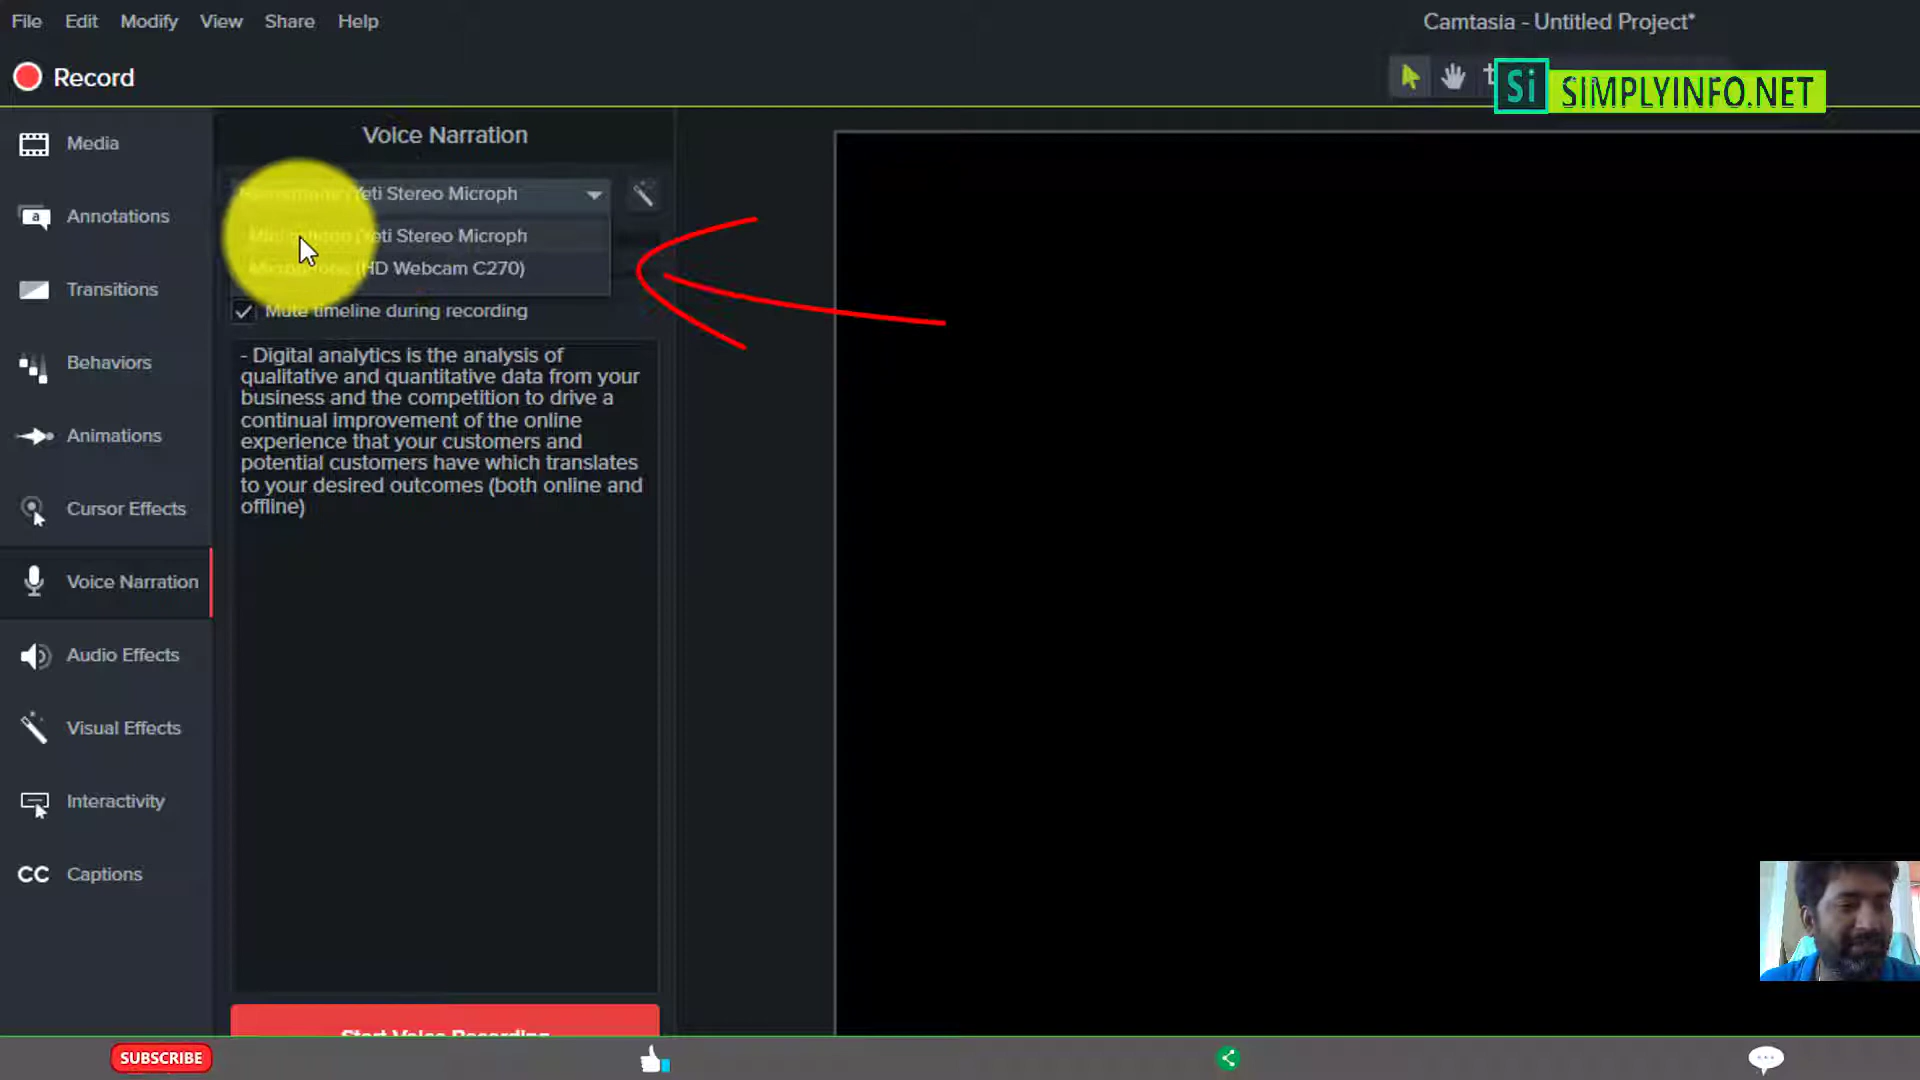 File Edit Modify View Share Help
Camtasia - Untitled Project*
Record
Si SIMPLYINFO.NET
Media
Annotations
Transitions
Behaviors
Animations
Cursor Effects
Voice Narration
Audio Effects
Visual Effects
Interactivity
CC Captions
Voice Narration
Yeti Stereo Microph
Yeti Stereo Microph
(HD Webcam C270)
Mute timeline during recording
- Digital analytics is the analysis of
qualitative and quantitative data from your
business and the competition to drive a
continual improvement of the online
experience that your customers and
potential customers have which translates
to your desired outcomes (both online and
offline)
Start Voice Recording
SUBSCRIBE